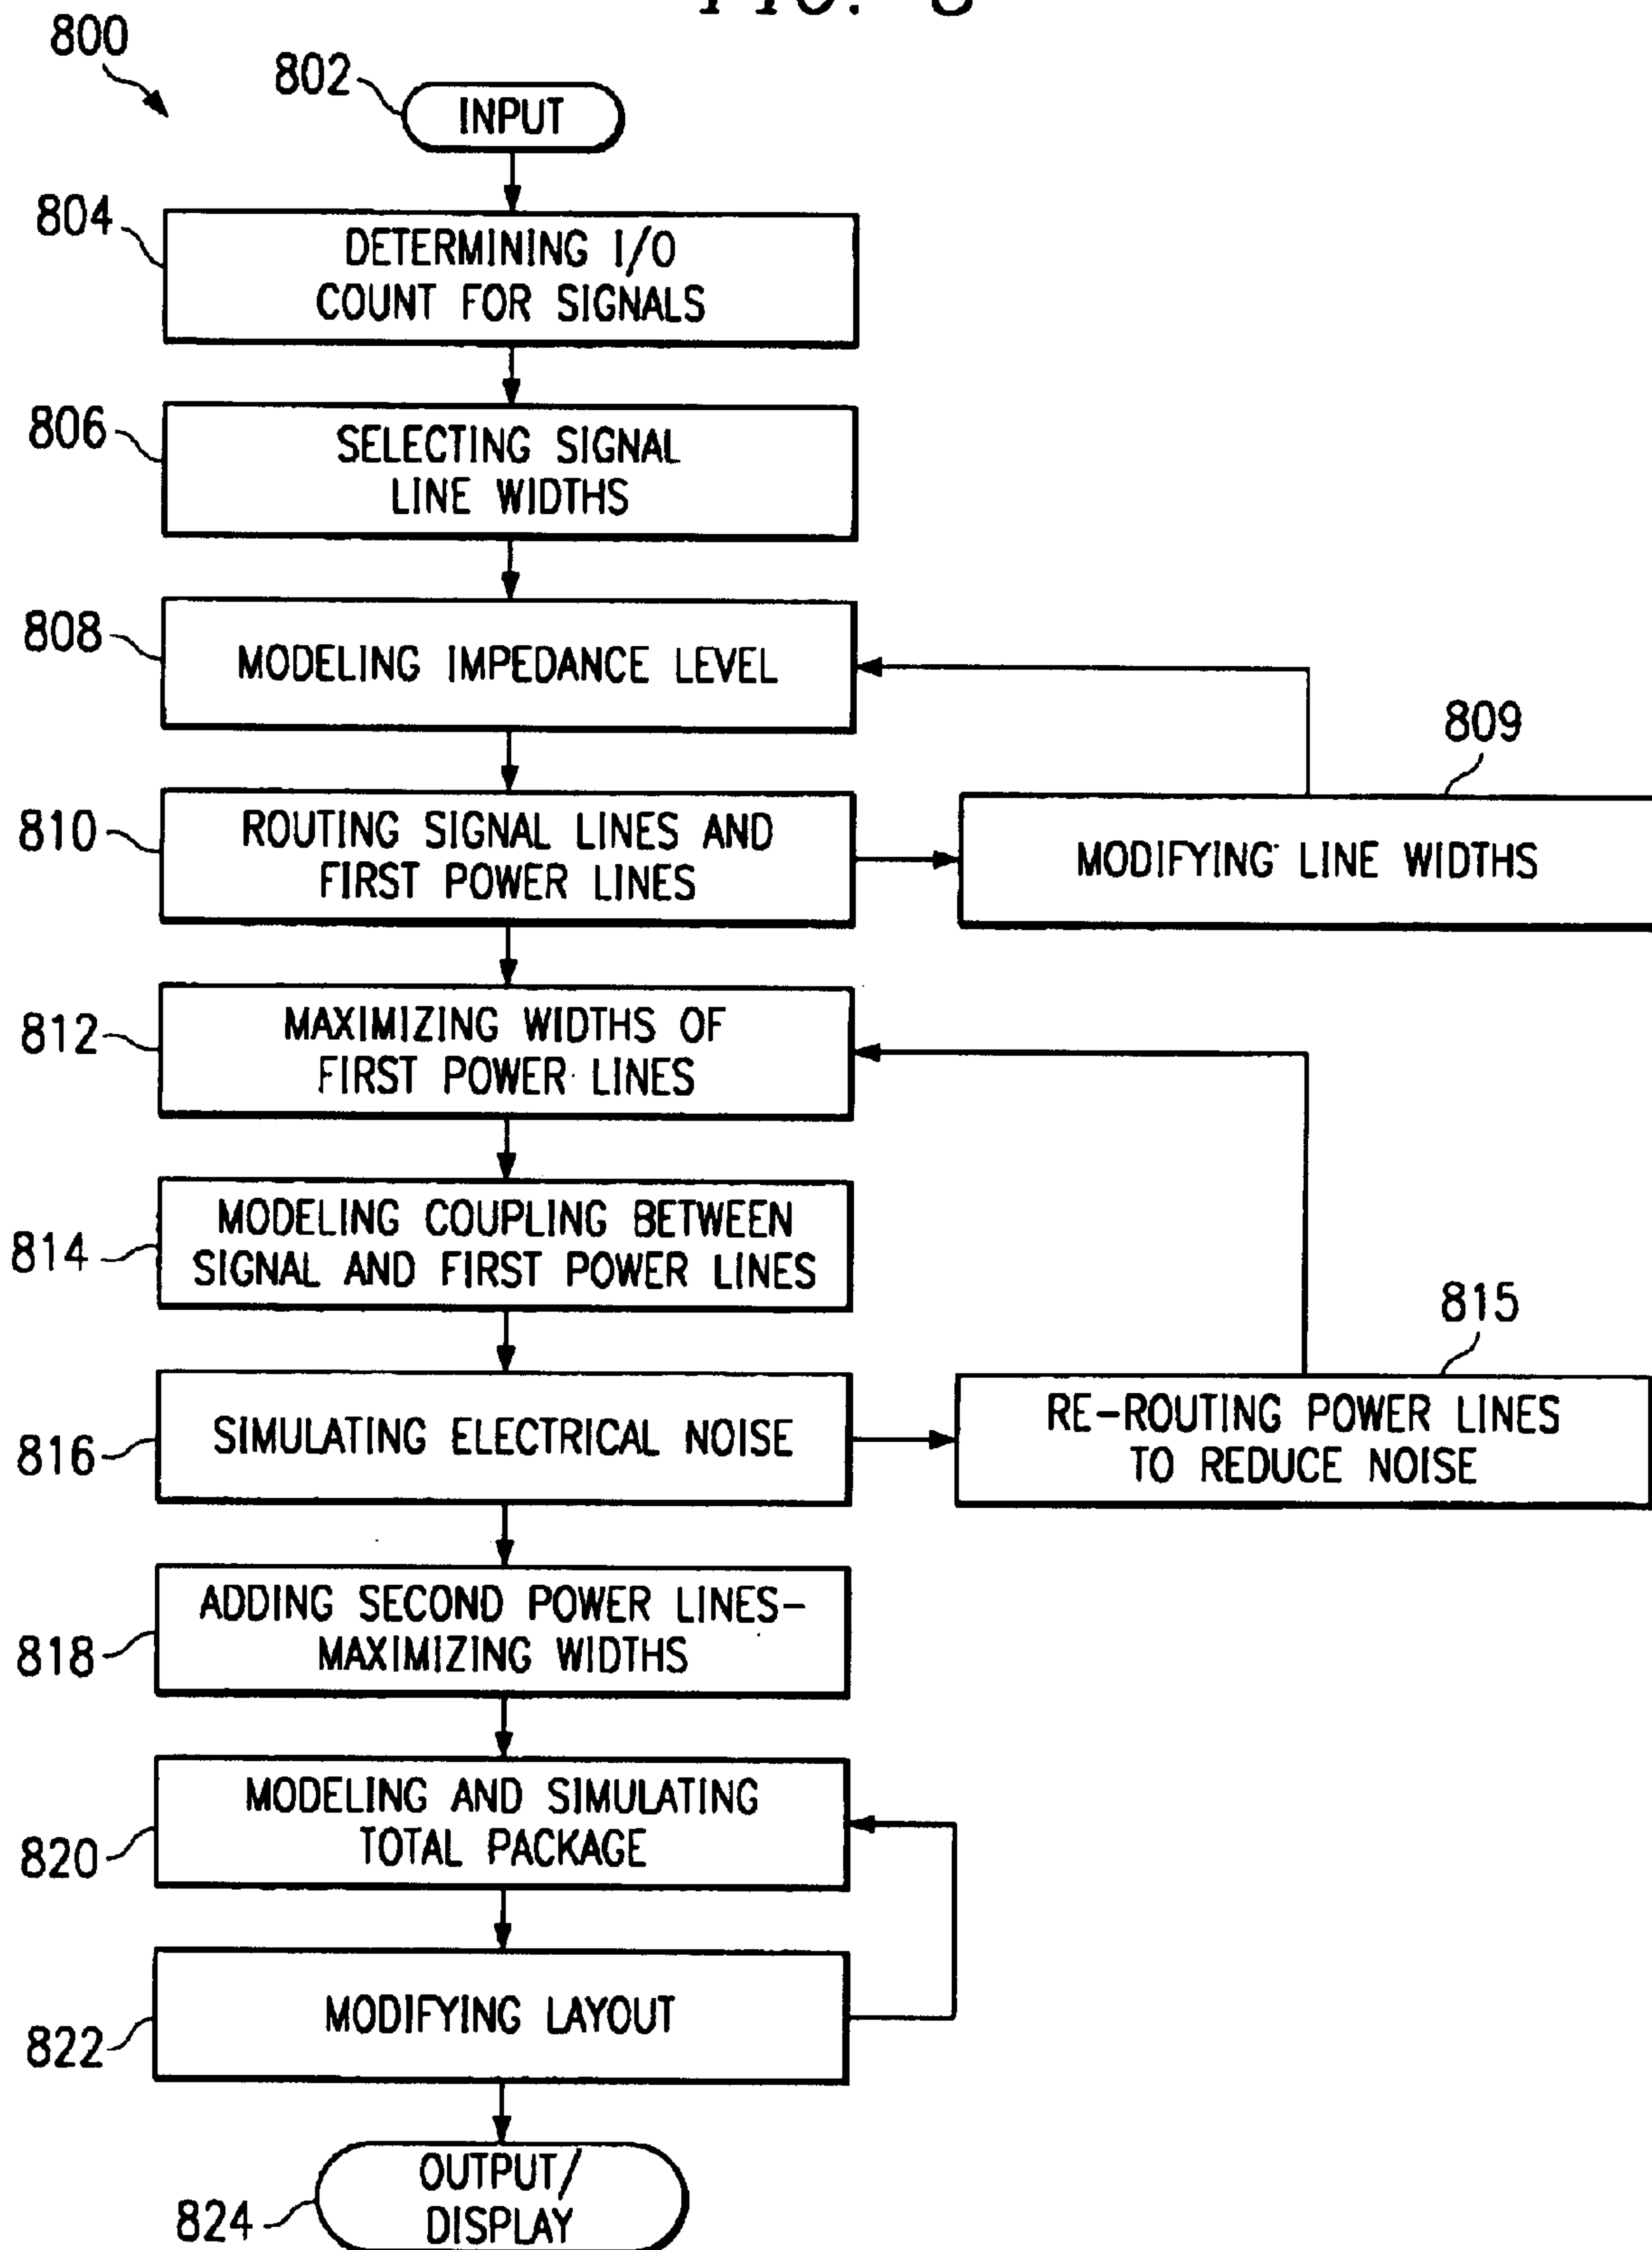 FIG. 8
800
802
INPUT
804
DETERMINING I/O
COUNT FOR SIGNALS
806
SELECTING SIGNAL
LINE WIDTHS
808
MODELING IMPEDANCE LEVEL
809
810
ROUTING SIGNAL LINES AND
FIRST POWER LINES
MODIFYING LINE WIDTHS
812
MAXIMIZING WIDTHS OF
FIRST POWER LINES
814
MODELING COUPLING BETWEEN
SIGNAL AND FIRST POWER LINES
815
816
SIMULATING ELECTRICAL NOISE
RE-ROUTING POWER LINES
TO REDUCE NOISE
818
ADDING SECOND POWER LINES-
MAXIMIZING WIDTHS
820
MODELING AND SIMULATING
TOTAL PACKAGE
822
MODIFYING LAYOUT
824
OUTPUT/
DISPLAY